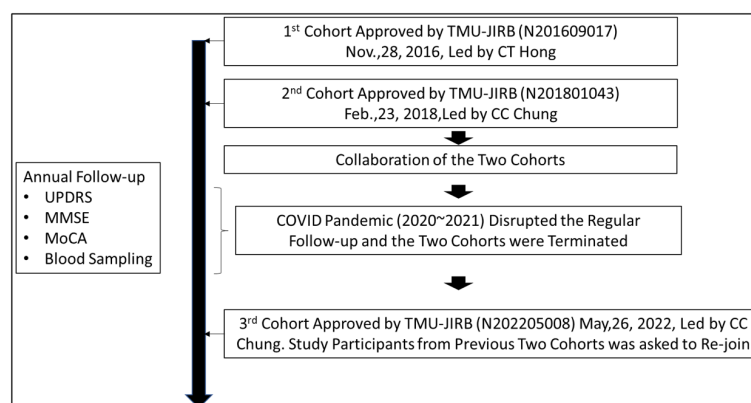 1st Cohort Approved by TMU-JIRB (N201609017)
Nov.,28, 2016, Led by CT Hong
2nd Cohort Approved by TMU-JIRB (N201801043)
Feb.,23, 2018,Led by CC Chung
Collaboration of the Two Cohorts
Annual Follow-up
• UPDRS
• MMSE
• MoCA
• Blood Sampling
COVID Pandemic (2020~2021) Disrupted the Regular
Follow-up and the Two Cohorts were Terminated
3rd Cohort Approved by TMU-JIRB (N202205008) May,26, 2022, Led by CC
Chung. Study Participants from Previous Two Cohorts was asked to Re-join